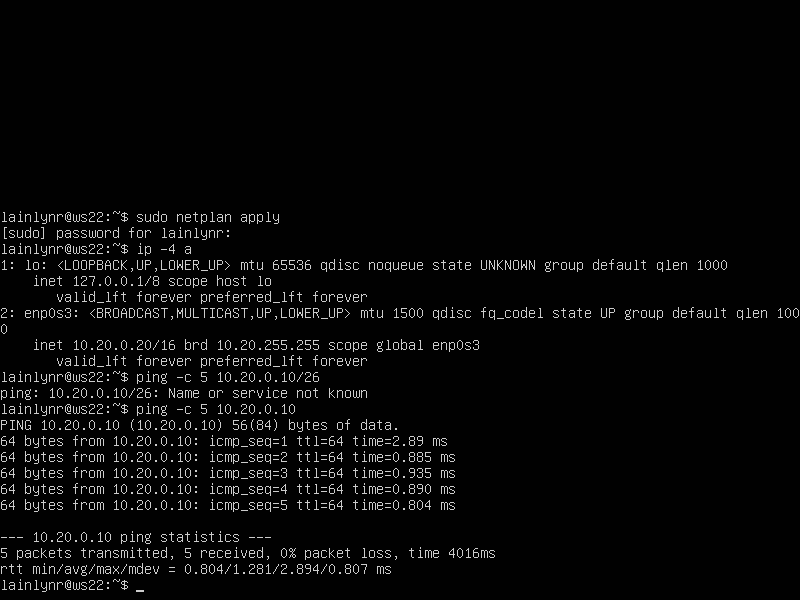 lainlynr@ws22:~$ sudo netplan apply
[sudo] password for lainlynr:
lainlynr@ws22:~$ ip -4 a
1: lo: <LOOPBACK,UP,LOWER_UP> mtu 65536 qdisc noqueue state UNKNOWN group default qlen 1000
    inet 127.0.0.1/8 scope host lo
       valid_lft forever preferred_lft forever
2: enp0s3: <BROADCAST,MULTICAST,UP,LOWER_UP> mtu 1500 qdisc fq_codel state UP group default qlen 100
0
    inet 10.20.0.20/16 brd 10.20.255.255 scope global enp0s3
       valid_lft forever preferred_lft forever
lainlynr@ws22:~$ ping -c 5 10.20.0.10/26
ping: 10.20.0.10/26: Name or service not known
lainlynr@ws22:~$ ping -c 5 10.20.0.10
PING 10.20.0.10 (10.20.0.10) 56(84) bytes of data.
64 bytes from 10.20.0.10: icmp_seq=1 ttl=64 time=2.89 ms
64 bytes from 10.20.0.10: icmp_seq=2 ttl=64 time=0.885 ms
64 bytes from 10.20.0.10: icmp_seq=3 ttl=64 time=0.935 ms
64 bytes from 10.20.0.10: icmp_seq=4 ttl=64 time=0.890 ms
64 bytes from 10.20.0.10: icmp_seq=5 ttl=64 time=0.804 ms

--- 10.20.0.10 ping statistics ---
5 packets transmitted, 5 received, 0% packet loss, time 4016ms
rtt min/avg/max/mdev = 0.804/1.281/2.894/0.807 ms
lainlynr@ws22:~$ _